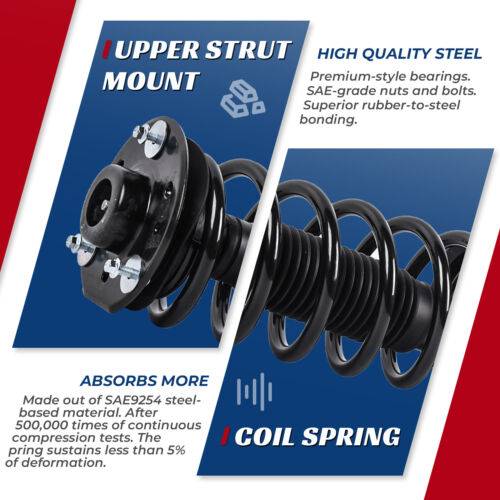 UPPER STRUT
MOUNT
HIGH QUALITY STEEL
Premium-style bearings.
SAE-grade nuts and bolts.
Superior rubber-to-steel
bonding.
ABSORBS MORE
Made out of SAE9254 steel-
based material. After
500,000 times of continuous
compression tests. The
pring sustains less than 5%
of deformation.
COIL SPRING